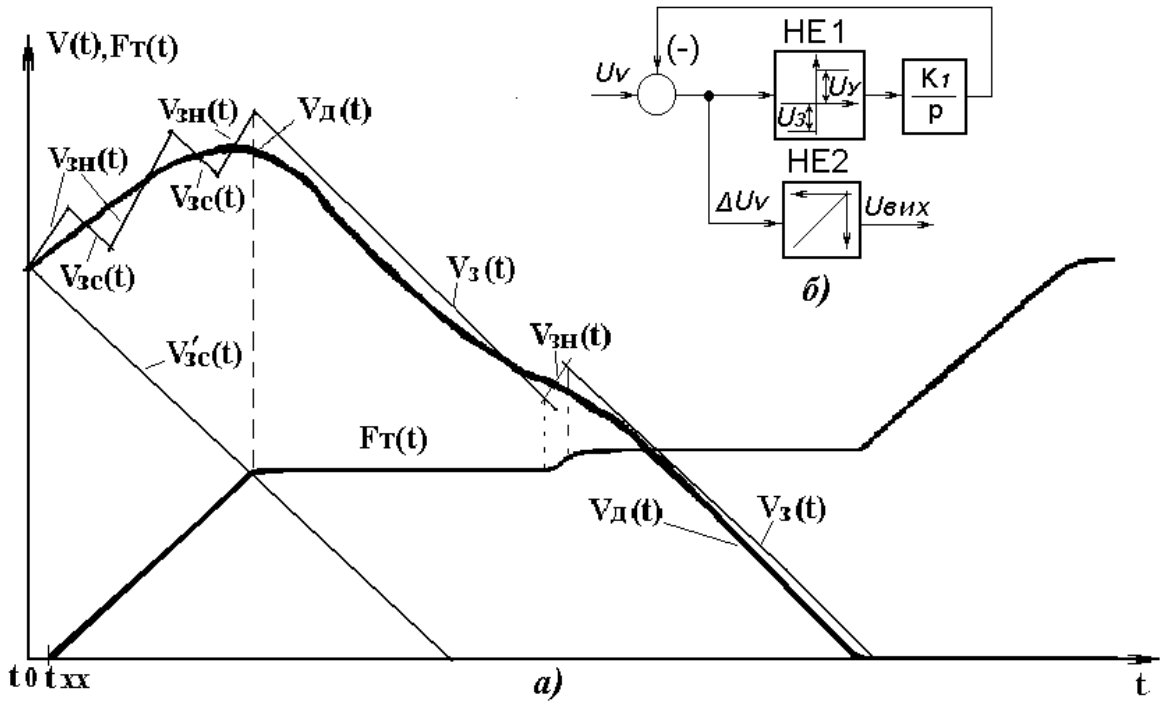 V(t), Fт(t)
Vзн(t)
Vд(t)
Vзн(t)
Vзс(t)
Vзс(t)
V′зс(t)
Vз(t)
Vзн(t)
Fт(t)
Vд(t)
Vз(t)
t0 tхх
а)
t
(-)
Uv
НЕ1
Uу
Uз
K1
p
НЕ2
ΔUv
Uвих
б)